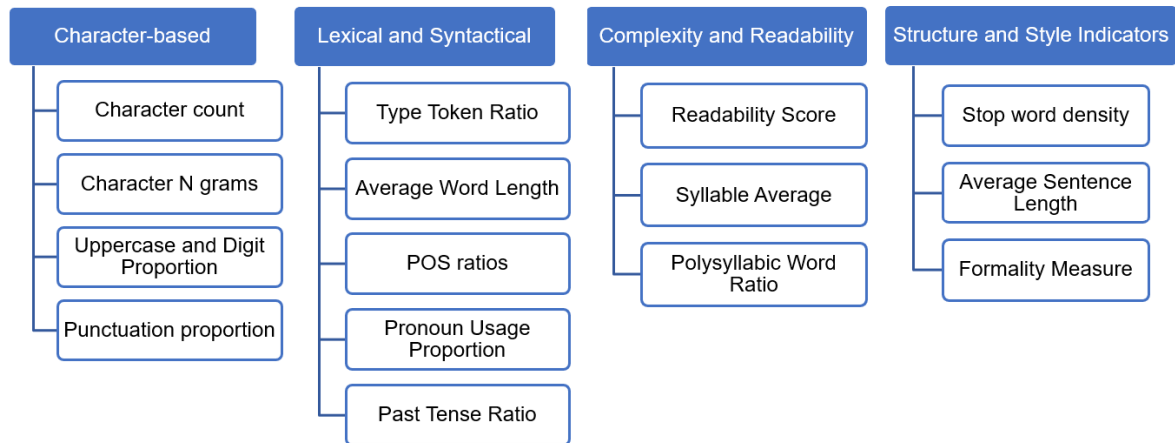 Character-based
Character count
Character N grams
Uppercase and Digit
Proportion
Punctuation proportion
Lexical and Syntactical
Type Token Ratio
Average Word Length
POS ratios
Pronoun Usage
Proportion
Past Tense Ratio
Complexity and Readability
Readability Score
Syllable Average
Polysyllabic Word
Ratio
Structure and Style Indicators
Stop word density
Average Sentence
Length
Formality Measure